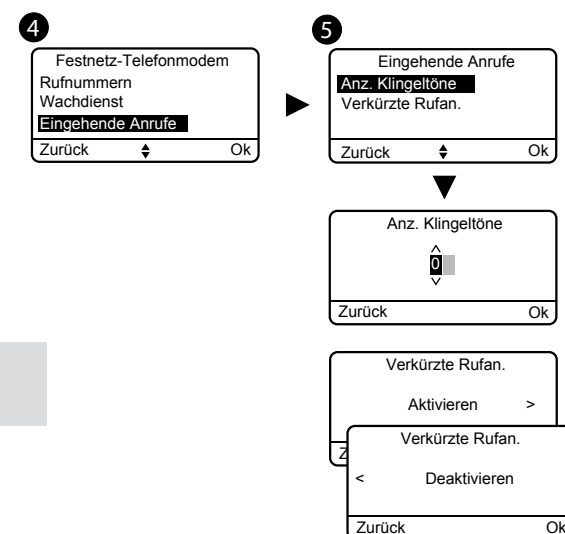 4
Festnetz-Telefonmodem
Rufnummern
Wachdienst
Eingehende Anrufe
Zurück Ok
5
Eingehende Anrufe
Anz. Klingeltöne
Verkürzte Rufan.
Zurück Ok
Anz. Klingeltöne
0
Zurück Ok
Verkürzte Rufan.
Aktivieren >
Z
Verkürzte Rufan.
< Deaktivieren
Zurück Ok